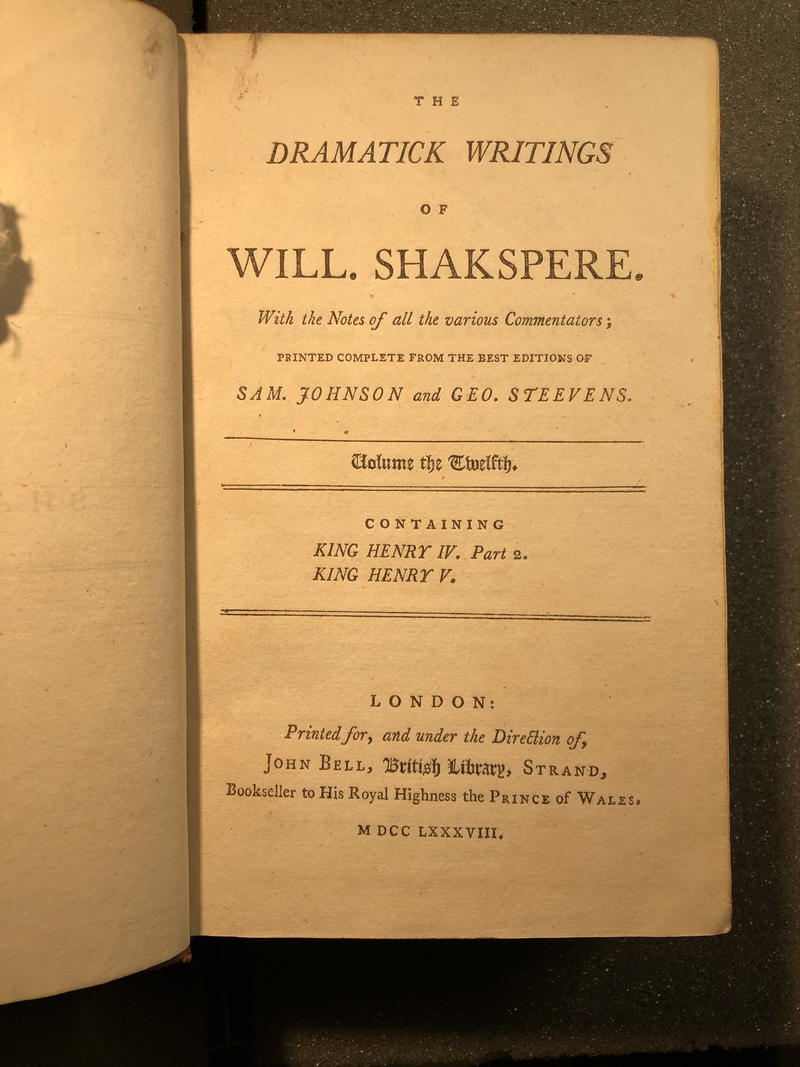 THE
DRAMATICK WRITINGS
OF
WILL. SHAKSPERE.
With the Notes of all the various Commentators;
PRINTED COMPLETE FROM THE BEST EDITIONS OF
SAM. JOHNSON and GEO. STEEVENS.
Volume the Twelfth.
CONTAINING
KING HENRY IV. Part 2.
KING HENRY V.
LONDON:
Printed for, and under the Direction of,
JOHN BELL, British Library, STRAND,
Bookseller to His Royal Highness the PRINCE of WALES.
M DCC LXXXVIII.